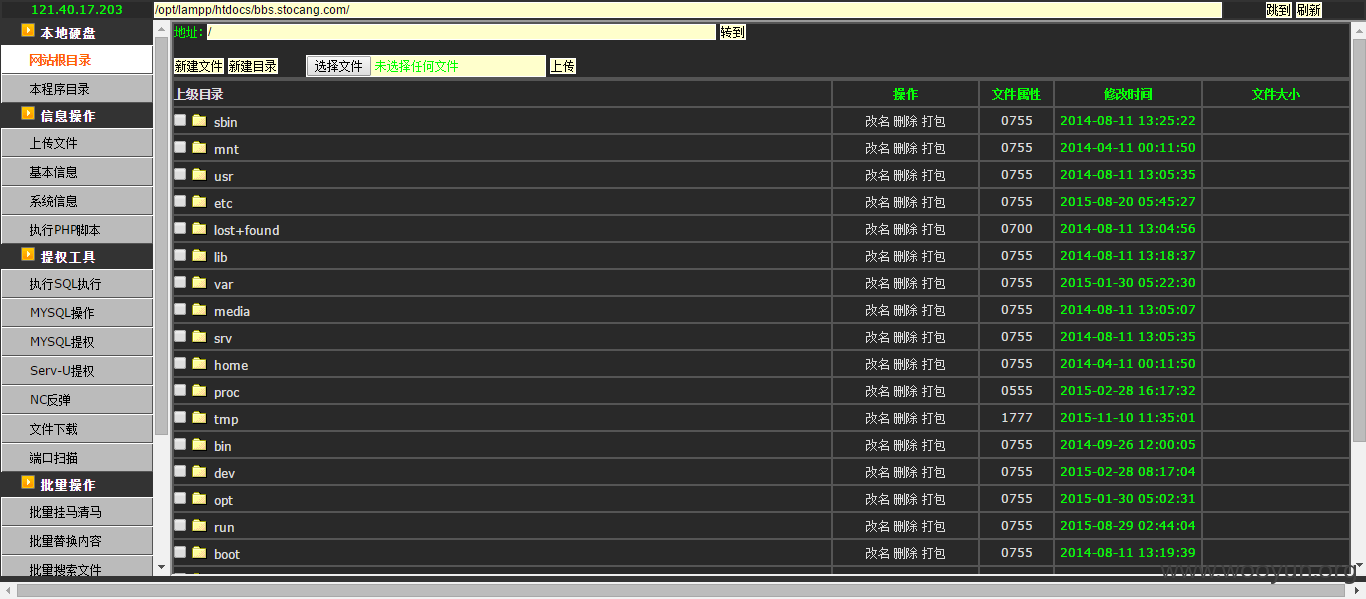 121.40.17.203 /opt/lampp/htdocs/bbs.stocang.com/ 跳到 刷新
本地硬盘
网站根目录
本程序目录
信息操作
上传文件
基本信息
系统信息
执行PHP脚本
提权工具
执行SQL执行
MYSQL操作
MYSQL提权
Serv-U提权
NC反弹
文件下载
端口扫描
批量操作
批量挂马清马
批量替换内容
批量搜索文件
地址: / 转到
新建文件 新建目录 选择文件 未选择任何文件 上传
上级目录 操作 文件属性 修改时间 文件大小
sbin 改名 删除 打包 0755 2014-08-11 13:25:22
mnt 改名 删除 打包 0755 2014-04-11 00:11:50
usr 改名 删除 打包 0755 2014-08-11 13:05:35
etc 改名 删除 打包 0755 2015-08-20 05:45:27
lost+found 改名 删除 打包 0700 2014-08-11 13:04:56
lib 改名 删除 打包 0755 2014-08-11 13:18:37
var 改名 删除 打包 0755 2015-01-30 05:22:30
media 改名 删除 打包 0755 2014-08-11 13:05:07
srv 改名 删除 打包 0755 2014-08-11 13:05:35
home 改名 删除 打包 0755 2014-04-11 00:11:50
proc 改名 删除 打包 0555 2015-02-28 16:17:32
tmp 改名 删除 打包 1777 2015-11-10 11:35:01
bin 改名 删除 打包 0755 2014-09-26 12:00:05
dev 改名 删除 打包 0755 2015-02-28 08:17:04
opt 改名 删除 打包 0755 2015-01-30 05:02:31
run 改名 删除 打包 0755 2015-08-29 02:44:04
boot 改名 删除 打包 0755 2014-08-11 13:19:39
www.wooyun.org